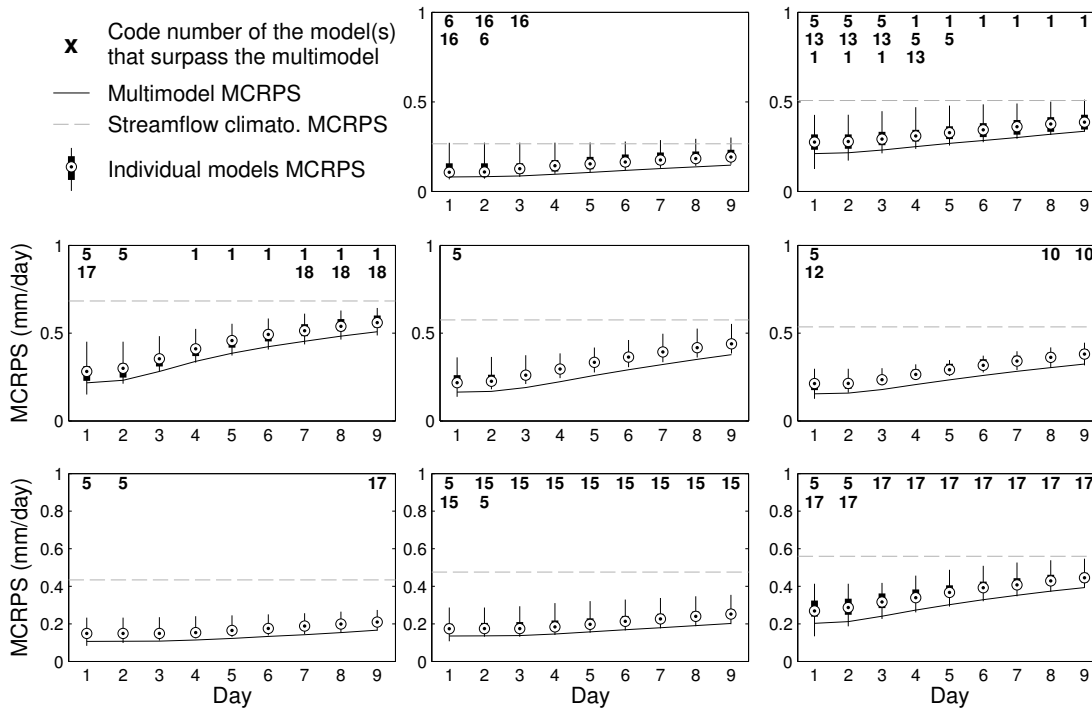 x Code number of the model(s)
that surpass the multimodel
Multimodel MCRPS
Streamflow climato. MCRPS
Individual models MCRPS
6 16 16
16 6
1
0.5
0
1 2 3 4 5 6 7 8 9
5 5 5 1 1 1 1 1 1
13 13 13 5 5
1 1 1 13
1
0.5
0
1 2 3 4 5 6 7 8 9
MCRPS (mm/day)
5 5 1 1 1 1 1 1
17 18 18 18
1
0.5
0
1 2 3 4 5 6 7 8 9
5
1
0.5
0
1 2 3 4 5 6 7 8 9
5 10 10
12
1
0.5
0
1 2 3 4 5 6 7 8 9
MCRPS (mm/day)
5 5 17
1
0.8
0.6
0.4
0.2
0
1 2 3 4 5 6 7 8 9
Day
5 15 15 15 15 15 15 15 15
15 5
1
0.8
0.6
0.4
0.2
0
1 2 3 4 5 6 7 8 9
Day
5 5 17 17 17 17 17 17 17
17 17
1
0.8
0.6
0.4
0.2
0
1 2 3 4 5 6 7 8 9
Day